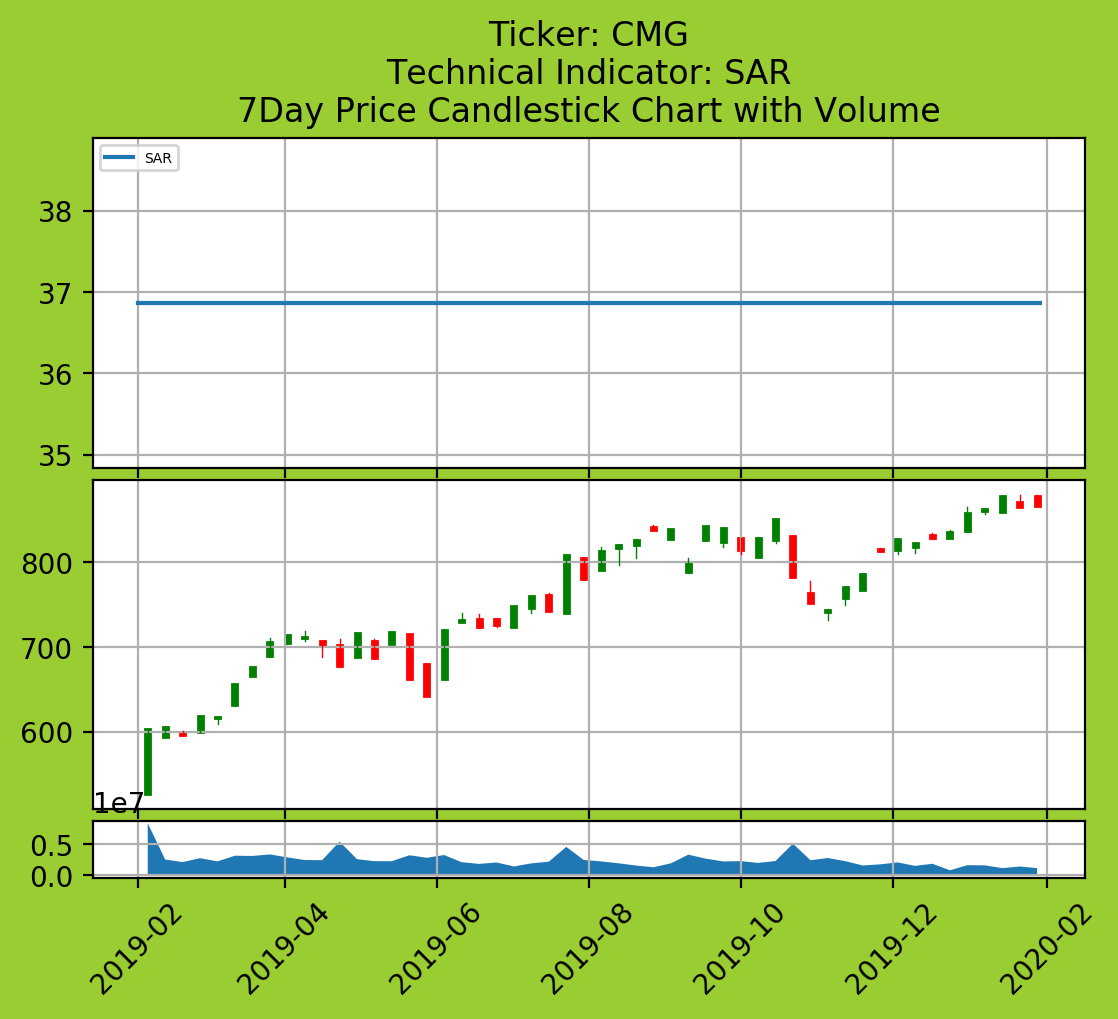 Ticker: CMG
Technical Indicator: SAR
7Day Price Candlestick Chart with Volume
SAR
38
37
36
35
800
700
600
1e7
0.5
0.0
2019-02 2019-04 2019-06 2019-08 2019-10 2019-12 2020-02